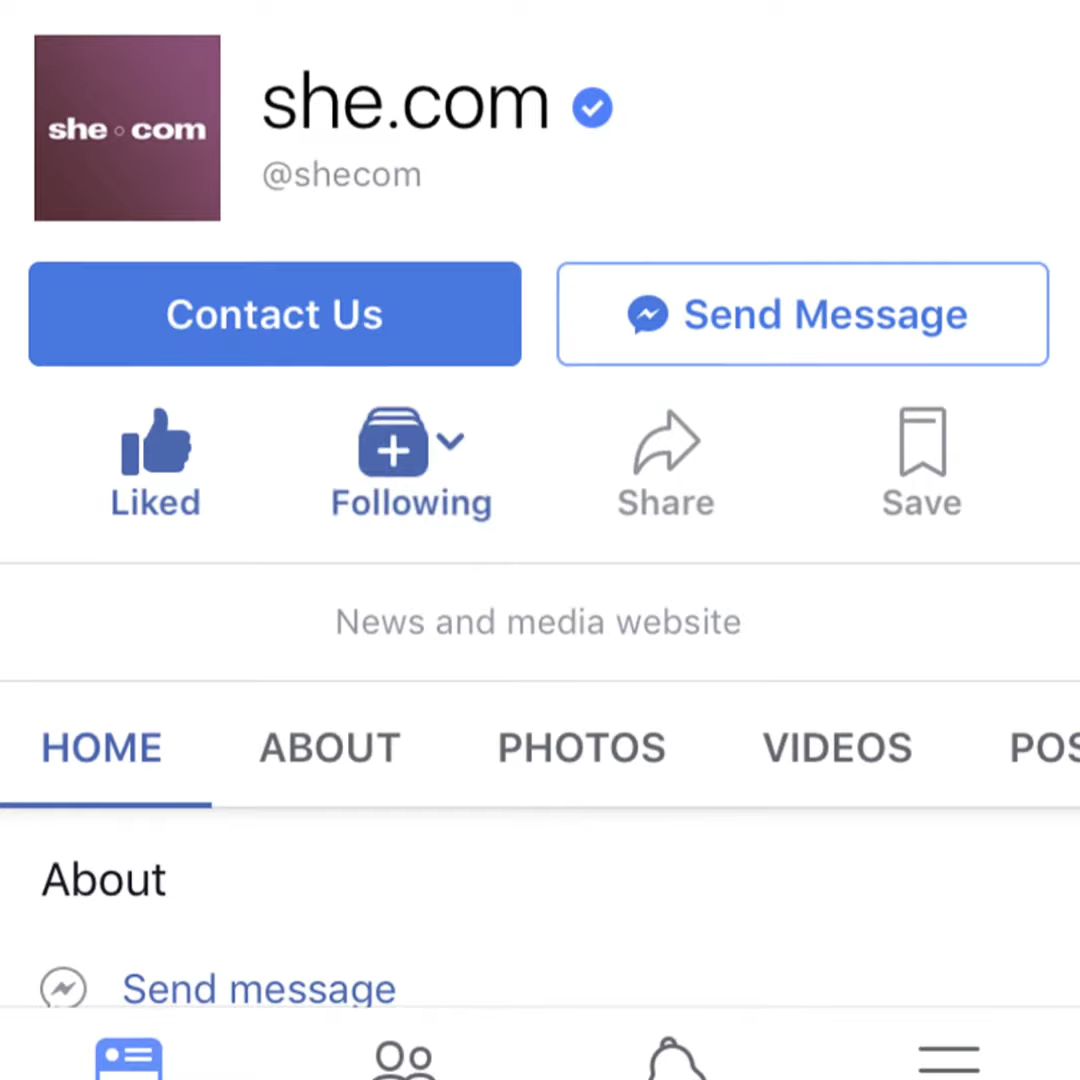 she com
she.com
@shecom
Contact Us
Send Message
Liked
Following
Share
Save
News and media website
HOME
ABOUT
PHOTOS
VIDEOS
POS
About
Send message